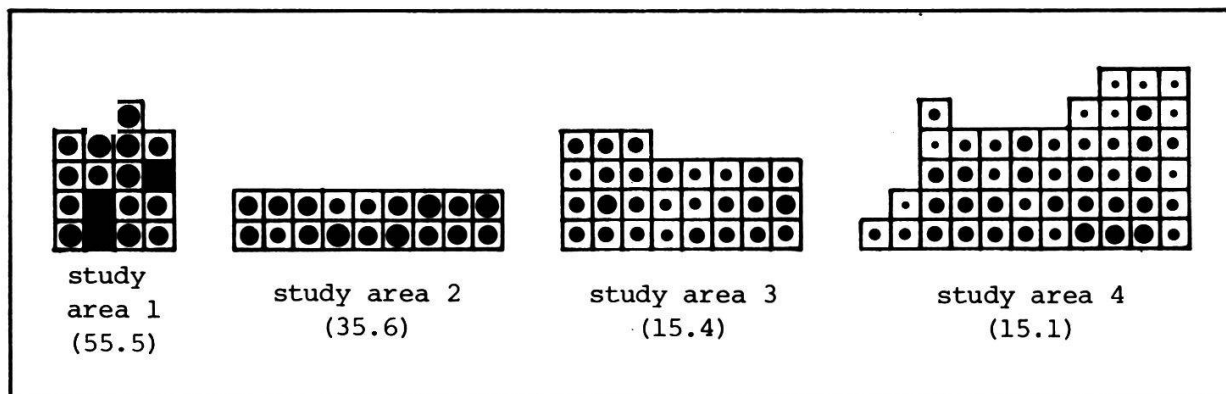 study
area 1
(55.5)
study area 2
(35.6)
study area 3
(15.4)
study area 4
(15.1)